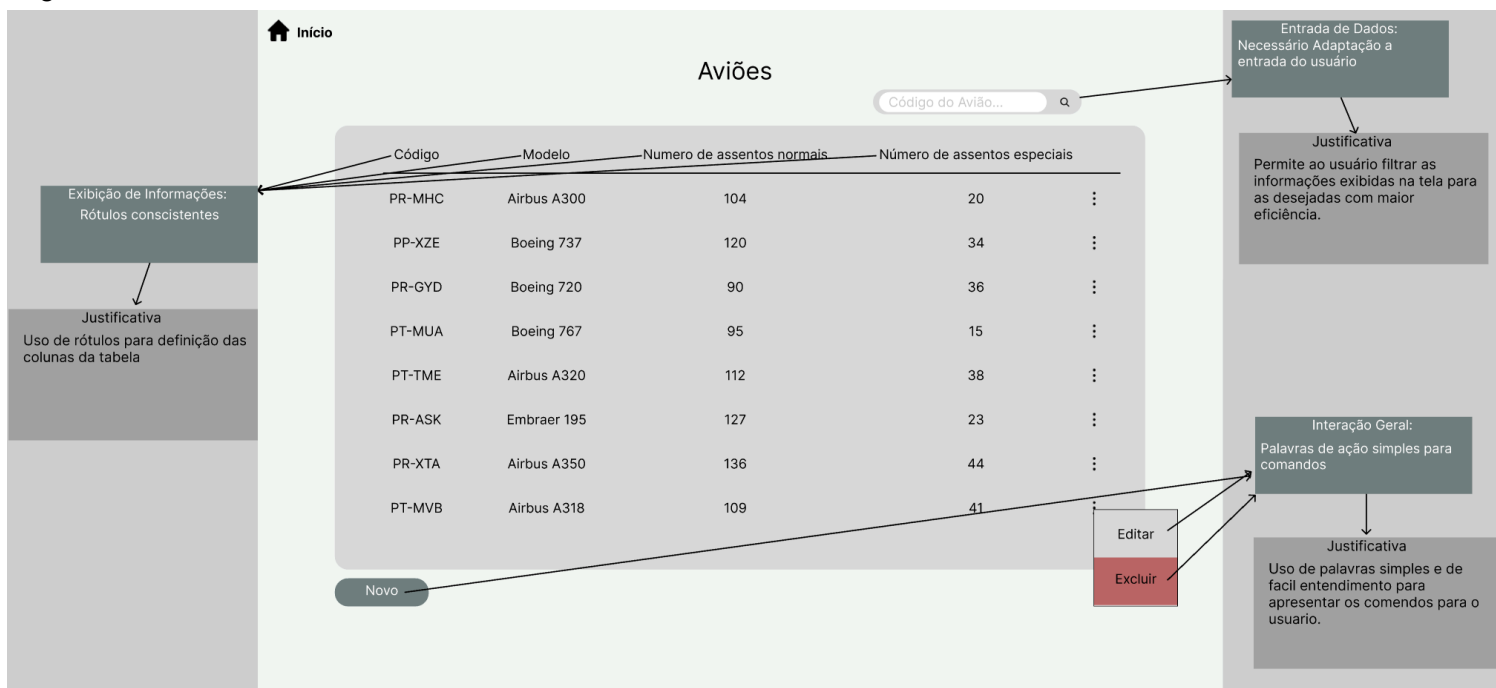 Início
Aviões
Código do Avião...
Código Modelo Numero de assentos normais Número de assentos especiais
PR-MHC Airbus A300 104 20
PP-XZE Boeing 737 120 34
PR-GYD Boeing 720 90 36
PT-MUA Boeing 767 95 15
PT-TME Airbus A320 112 38
PR-ASK Embraer 195 127 23
PR-XTA Airbus A350 136 44
PT-MVB Airbus A318 109 41
Editar
Excluir
Novo
Exibição de Informações:
Rótulos conscistentes
Justificativa
Uso de rótulos para definição das
colunas da tabela
Entrada de Dados:
Necessário Adaptação a
entrada do usuário
Justificativa
Permite ao usuário filtrar as
informações exibidas na tela para
as desejadas com maior
eficiência.
Interação Geral:
Palavras de ação simples para
comandos
Justificativa
Uso de palavras simples e de
facil entendimento para
apresentar os comendos para o
usuario.